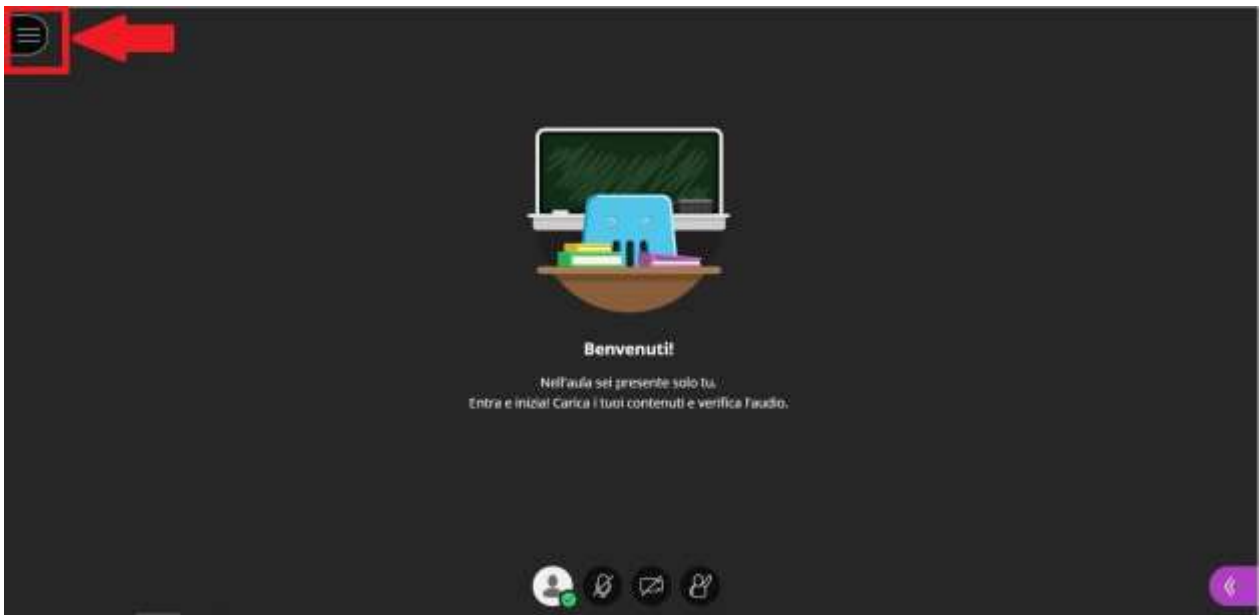 Benvenuti!
Nell'aula sei presente solo tu.
Entra e inizia! Carica i tuoi contenuti e verifica l'audio.